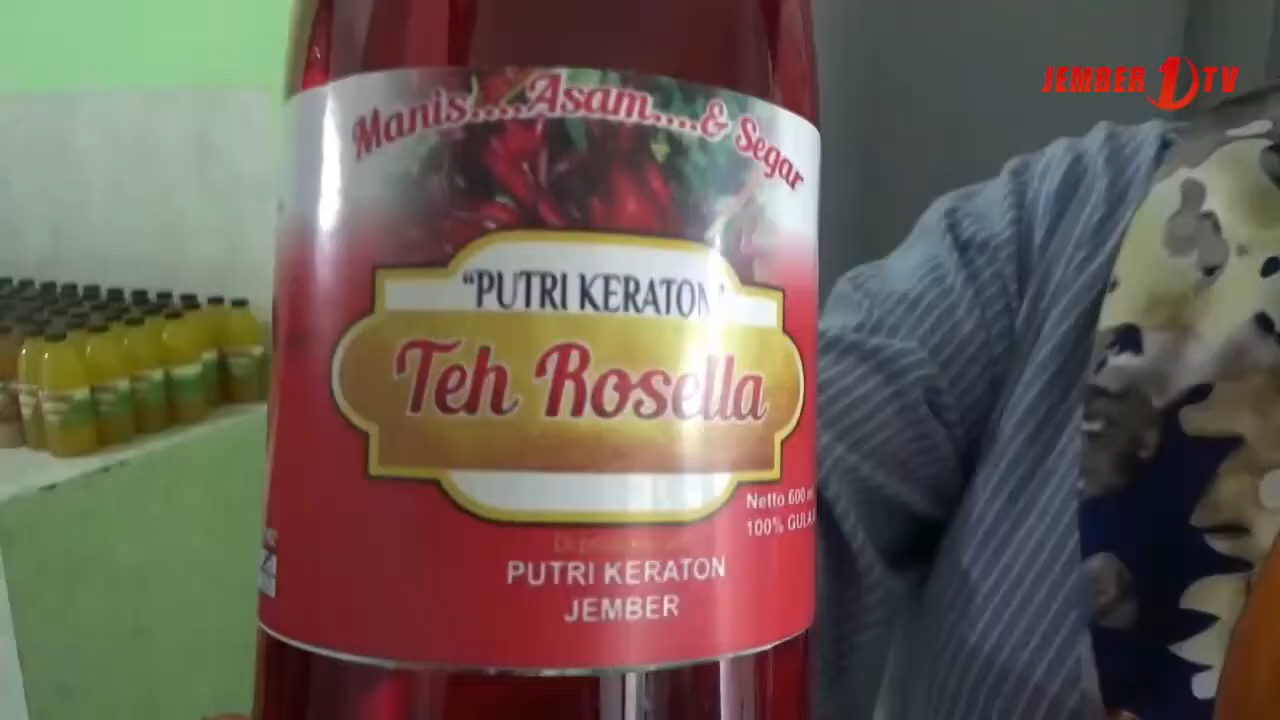 JEMBER 1 TV
Manis....Asam....& Segar
"PUTRI KERATON"
Teh Rosella
Netto 600
100% GULA
PUTRI KERATON
JEMBER